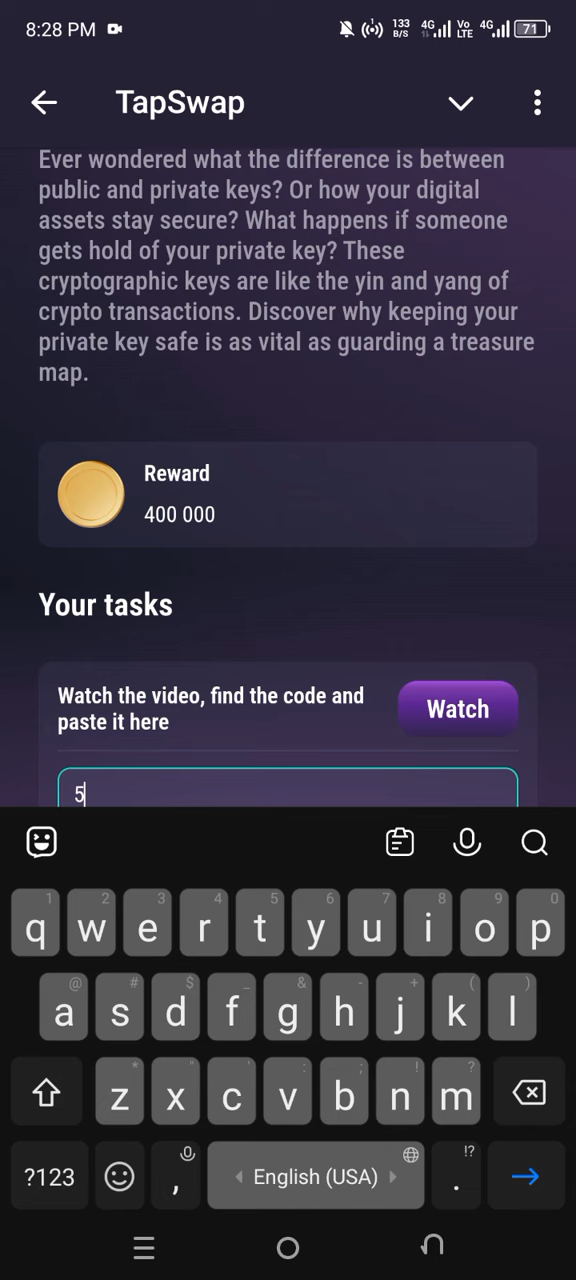 8:28 PM 133 B/S 4G Vo LTE 4G 71
TapSwap
Ever wondered what the difference is between
public and private keys? Or how your digital
assets stay secure? What happens if someone
gets hold of your private key? These
cryptographic keys are like the yin and yang of
crypto transactions. Discover why keeping your
private key safe is as vital as guarding a treasure
map.
Reward
400 000
Your tasks
Watch the video, find the code and
paste it here
Watch
5
1 2 3 4 5 6 7 8 9 0
q w e r t y u i o p
@ # $ _ & - + ( )
a s d f g h j k l
* " ' : ; ! ?
z x c v b n m
?123 , English (USA) . !?